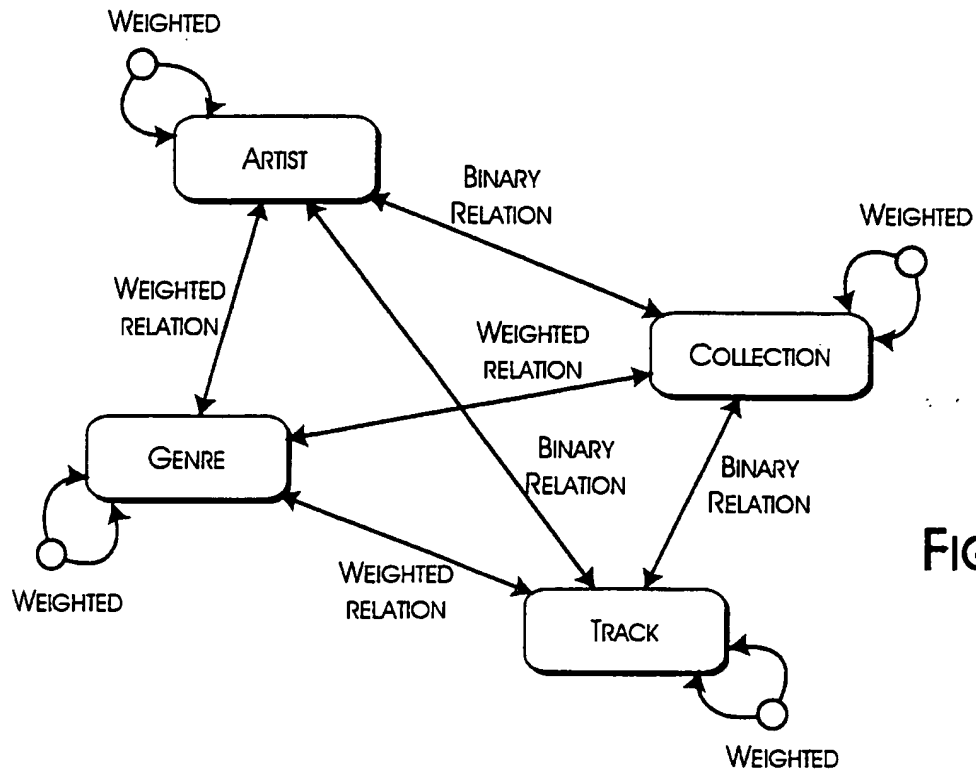 WEIGHTED
ARTIST
BINARY
RELATION
WEIGHTED
WEIGHTED
RELATION
WEIGHTED
RELATION
COLLECTION
GENRE
BINARY
RELATION
BINARY
RELATION
WEIGHTED
WEIGHTED
RELATION
TRACK
WEIGHTED
FIG